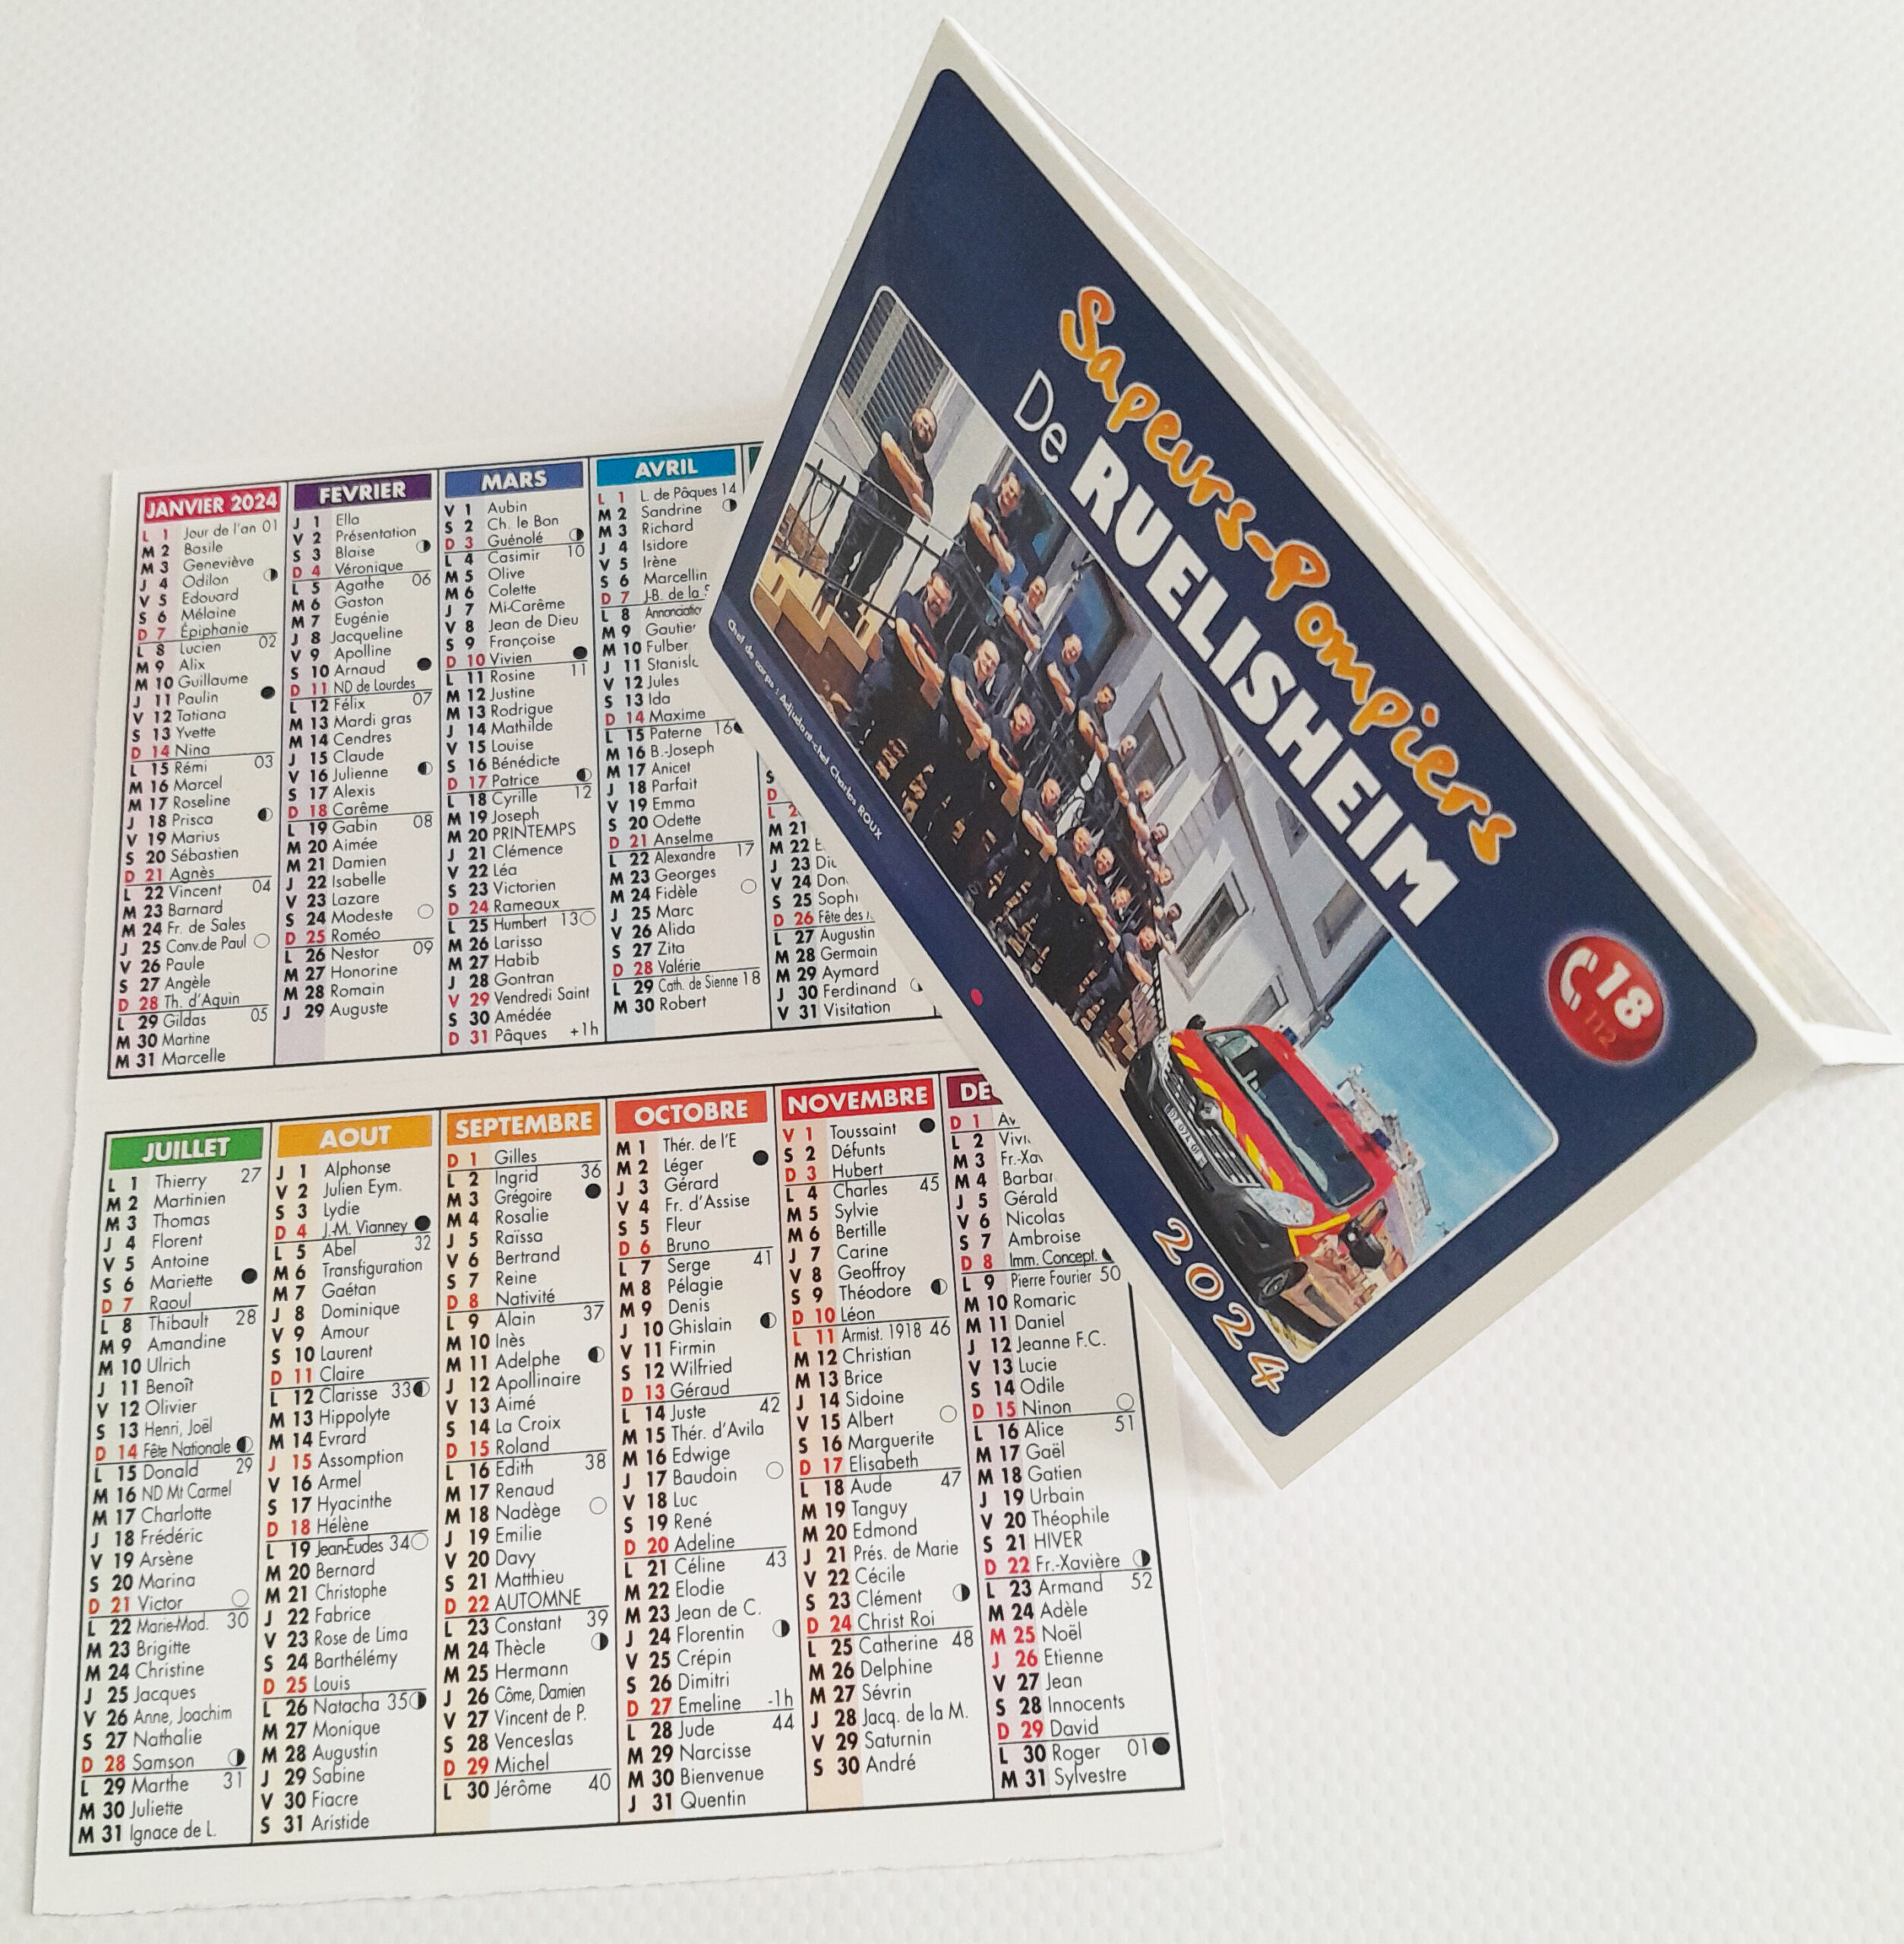 JANVIER 2024
L 1 Jour de l'an 01
M 2 Basile
M 3 Geneviève
J 4 Odilon
V 5 Edouard
S 6 Mélaine
D 7 Épiphanie
L 8 Lucien 02
M 9 Alix
M 10 Guillaume
J 11 Paulin
V 12 Tatiana
S 13 Yvette
D 14 Nina
L 15 Rémi 03
M 16 Marcel
M 17 Roseline
J 18 Prisca
V 19 Marius
S 20 Sébastien
D 21 Agnès
L 22 Vincent 04
M 23 Barnard
M 24 Fr. de Sales
J 25 Conv.de Paul
V 26 Paule
S 27 Angèle
D 28 Th. d'Aquin
L 29 Gildas 05
M 30 Martine
M 31 Marcelle
FEVRIER
J 1 Ella
V 2 Présentation
S 3 Blaise
D 4 Véronique
L 5 Agathe 06
M 6 Gaston
M 7 Eugénie
J 8 Jacqueline
V 9 Apolline
S 10 Arnaud
D 11 ND de Lourdes
L 12 Félix 07
M 13 Mardi gras
M 14 Cendres
J 15 Claude
V 16 Julienne
S 17 Alexis
D 18 Carême
L 19 Gabin 08
M 20 Aimée
M 21 Damien
J 22 Isabelle
V 23 Lazare
S 24 Modeste
D 25 Roméo
L 26 Nestor 09
M 27 Honorine
M 28 Romain
J 29 Auguste
MARS
V 1 Aubin
S 2 Ch. le Bon
D 3 Guénolé
L 4 Casimir 10
M 5 Olive
M 6 Colette
J 7 Mi-Carême
V 8 Jean de Dieu
S 9 Françoise
D 10 Vivien
L 11 Rosine 11
M 12 Justine
M 13 Rodrigue
J 14 Mathilde
V 15 Louise
S 16 Bénédicte
D 17 Patrice
L 18 Cyrille 12
M 19 Joseph
M 20 PRINTEMPS
J 21 Clémence
V 22 Léa
S 23 Victorien
D 24 Rameaux
L 25 Humbert 13
M 26 Larissa
M 27 Habib
J 28 Gontran
V 29 Vendredi Saint
S 30 Amédée
D 31 Pâques +1h
AVRIL
L 1 L. de Pâques 14
M 2 Sandrine
M 3 Richard
J 4 Isidore
V 5 Irène
S 6 Marcellin
D 7 J-B. de la
L 8
M 9
M 10 Fulber
J 11
V 12 Jules
S 13 Ida
D 14 Maxime
L 15 Paterne 16
M 16 B.-Joseph
M 17 Anicet
J 18 Parfait
V 19 Emma
S 20 Odette
D 21 Anselme
L 22 Alexandre 17
M 23 Georges
M 24 Fidèle
J 25 Marc
V 26 Alida
S 27 Zita
D 28 Valérie
L 29 Cath. de Sienne 18
M 30 Robert
S
D
L 2
M 21
M 22 E
J 23
V 24 Don
S 25 Sophi
D 26 Fête des
L 27 Augustin
M 28 Germain
M 29 Aymard
J 30 Ferdinand
V 31 Visitation
JUILLET
L 1 Thierry 27
M 2 Martinien
M 3 Thomas
J 4 Florent
V 5 Antoine
S 6 Mariette
D 7 Raoul
L 8 Thibault 28
M 9 Amandine
M 10 Ulrich
J 11 Benoît
V 12 Olivier
S 13 Henri, Joël
D 14 Fête Nationale
L 15 Donald 29
M 16 ND Mt Carmel
M 17 Charlotte
J 18 Frédéric
V 19 Arsène
S 20 Marina
D 21 Victor
L 22 Marie-Mad. 30
M 23 Brigitte
M 24 Christine
J 25 Jacques
V 26 Anne, Joachim
S 27 Nathalie
D 28 Samson
L 29 Marthe 31
M 30 Juliette
M 31 Ignace de L.
AOUT
J 1 Alphonse
V 2 Julien Eym.
S 3 Lydie
D 4 J.M. Vianney
L 5 Abel 32
M 6 Transfiguration
M 7 Gaétan
J 8 Dominique
V 9 Amour
S 10 Laurent
D 11 Claire
L 12 Clarisse 33
M 13 Hippolyte
M 14 Evrard
J 15 Assomption
V 16 Armel
S 17 Hyacinthe
D 18 Hélène
L 19 Jean-Eudes 34
M 20 Bernard
M 21 Christophe
J 22 Fabrice
V 23 Rose de Lima
S 24 Barthélémy
D 25 Louis
L 26 Natacha 35
M 27 Monique
M 28 Augustin
J 29 Sabine
V 30 Fiacre
S 31 Aristide
SEPTEMBRE
D 1 Gilles
L 2 Ingrid 36
M 3 Grégoire
M 4 Rosalie
J 5 Raïssa
V 6 Bertrand
S 7 Reine
D 8 Nativité
L 9 Alain 37
M 10 Inès
M 11 Adelphe
J 12 Apollinaire
V 13 Aimé
S 14 La Croix
D 15 Roland
L 16 Edith 38
M 17 Renaud
M 18 Nadège
J 19 Emilie
V 20 Davy
S 21 Matthieu
D 22 AUTOMNE
L 23 Constant 39
M 24 Thècle
M 25 Hermann
J 26 Côme, Damien
V 27 Vincent de P.
S 28 Venceslas
D 29 Michel
L 30 Jérôme 40
OCTOBRE
M 1 Thér. de l'E
M 2 Léger
J 3 Gérard
V 4 Fr. d'Assise
S 5 Fleur
D 6 Bruno
L 7 Serge 41
M 8 Pélagie
M 9 Denis
J 10 Ghislain
V 11 Firmin
S 12 Wilfried
D 13 Géraud
L 14 Juste 42
M 15 Thér. d'Avila
M 16 Edwige
J 17 Baudoin
V 18 Luc
S 19 René
D 20 Adeline
L 21 Céline 43
M 22 Elodie
M 23 Jean de C.
J 24 Florentin
V 25 Crépin
S 26 Dimitri
D 27 Emeline -1h
L 28 Jude 44
M 29 Narcisse
M 30 Bienvenue
J 31 Quentin
NOVEMBRE
V 1 Toussaint
S 2 Défunts
D 3 Hubert
L 4 Charles 45
M 5 Sylvie
M 6 Bertille
J 7 Carine
V 8 Geoffroy
S 9 Théodore
D 10 Léon
L 11 Armist. 1918 46
M 12 Christian
M 13 Brice
J 14 Sidoine
V 15 Albert
S 16 Marguerite
D 17 Elisabeth
L 18 Aude 47
M 19 Tanguy
M 20 Edmond
J 21 Prés. de Marie
V 22 Cécile
S 23 Clément
D 24 Christ Roi
L 25 Catherine 48
M 26 Delphine
M 27 Sévrin
J 28 Jacq. de la M.
V 29 Saturnin
S 30 André
DE
D 1 Av
L 2 Vivi
M 3 Fr.-Xav
M 4 Barbar
J 5 Gérald
V 6 Nicolas
S 7 Ambroise
D 8 Imm. Concept.
L 9 Pierre Fourier 50
M 10 Romaric
M 11 Daniel
J 12 Jeanne F.C.
V 13 Lucie
S 14 Odile
D 15 Ninon
L 16 Alice 51
M 17 Gaël
M 18 Gatien
J 19 Urbain
V 20 Théophile
S 21 HIVER
D 22 Fr.-Xavière
L 23 Armand 52
M 24 Adèle
M 25 Noël
J 26 Etienne
V 27 Jean
S 28 Innocents
D 29 David
L 30 Roger 01
M 31 Sylvestre
Sapeurs-Pompiers
De RUELISHEIM
18
112
Chef de corps : Adjudant-chef Charles ROUX
2024